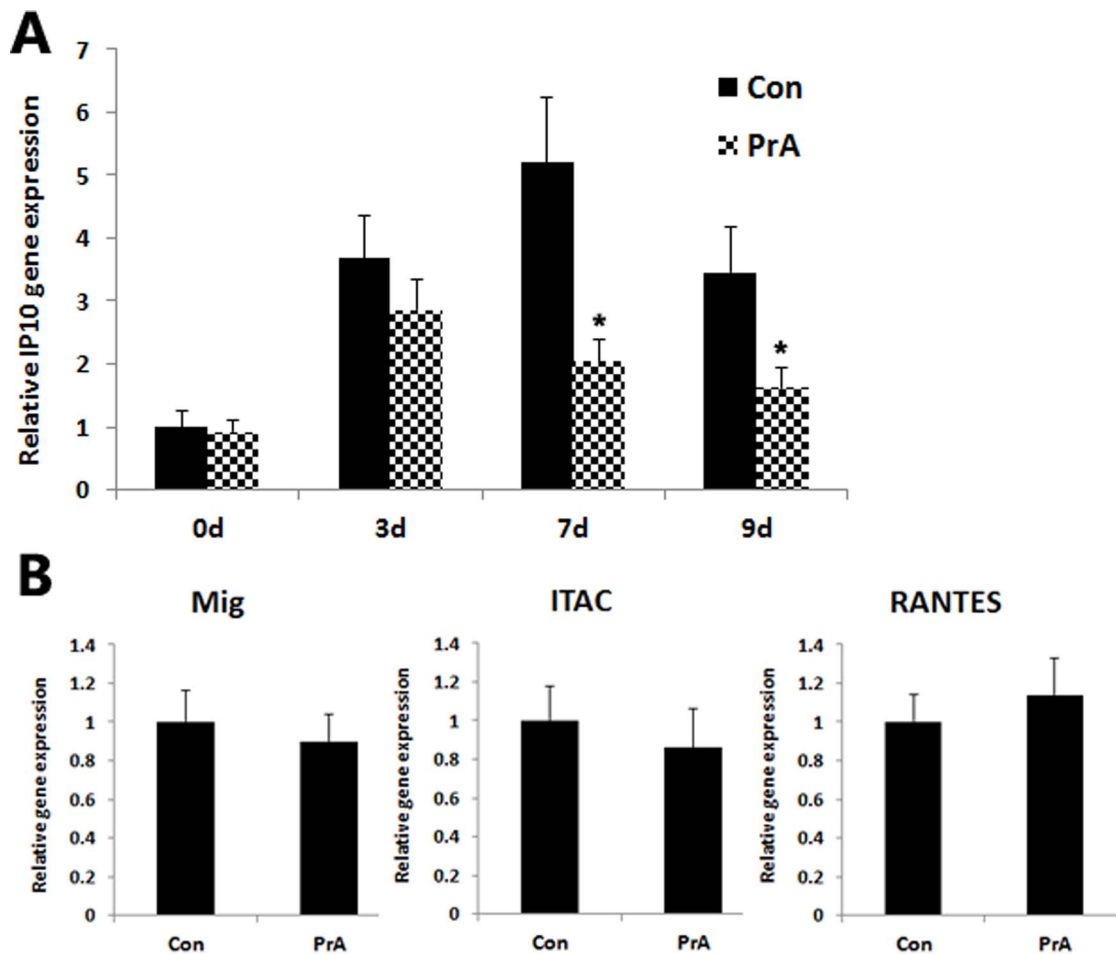 A
Relative IP10 gene expression
7
6
5
4
3
2
1
0
Con
PrA
*
*
0d
3d
7d
9d
B
Mig
Relative gene expression
1.4
1.2
1
0.8
0.6
0.4
0.2
0
Con
PrA
ITAC
Relative gene expression
1.4
1.2
1
0.8
0.6
0.4
0.2
0
Con
PrA
RANTES
Relative gene expression
1.4
1.2
1
0.8
0.6
0.4
0.2
0
Con
PrA